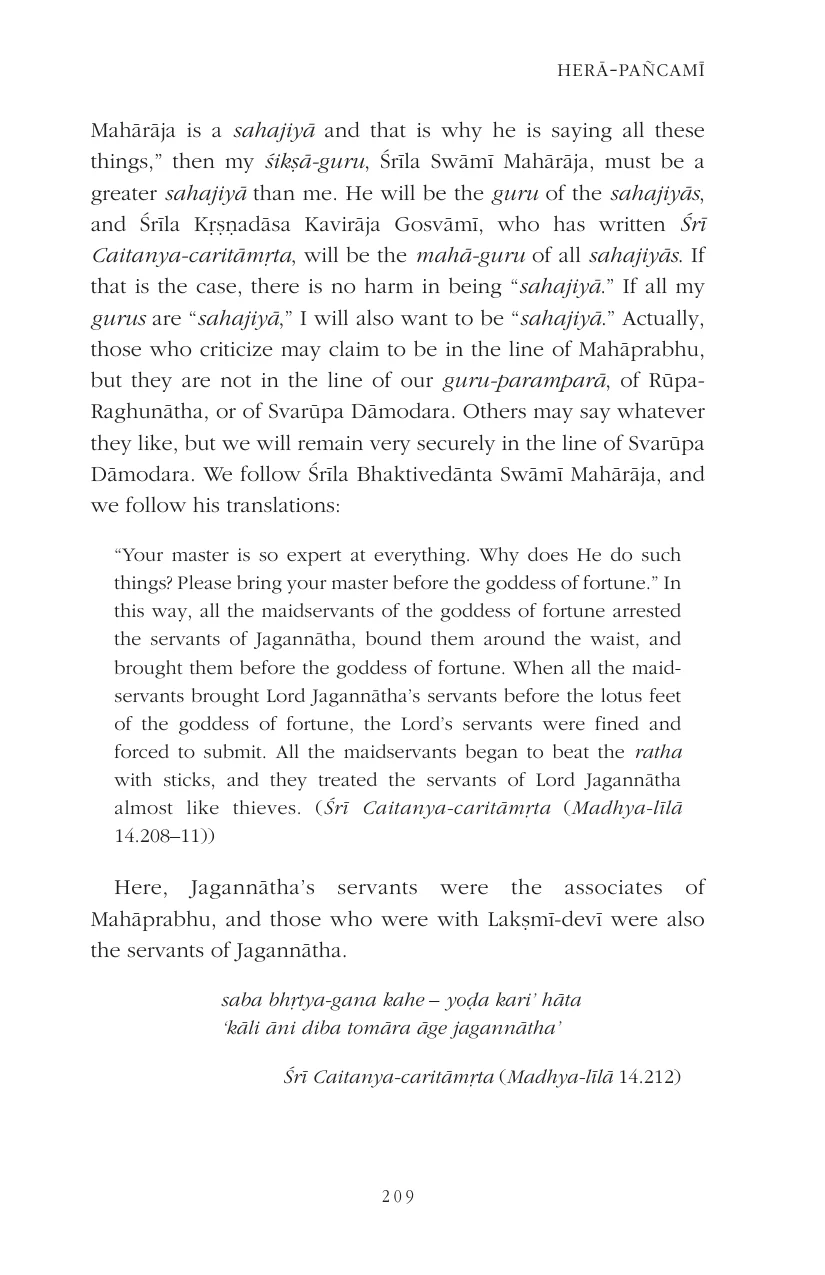 HERĀ-PAÑCAMĪ
Mahārāja is a sahajiyā and that is why he is saying all these
things,” then my śikṣā-guru, Śrīla Swāmī Mahārāja, must be a
greater sahajiyā than me. He will be the guru of the sahajiyās,
and Śrīla Kṛṣṇadāsa Kavirāja Gosvāmī, who has written Śrī
Caitanya-caritāmṛta, will be the mahā-guru of all sahajiyās. If
that is the case, there is no harm in being “sahajiyā.” If all my
gurus are “sahajiyā,” I will also want to be “sahajiyā.” Actually,
those who criticize may claim to be in the line of Mahāprabhu,
but they are not in the line of our guru-paramparā, of Rūpa-
Raghunātha, or of Svarūpa Dāmodara. Others may say whatever
they like, but we will remain very securely in the line of Svarūpa
Dāmodara. We follow Śrīla Bhaktivedānta Swāmī Mahārāja, and
we follow his translations:
“Your master is so expert at everything. Why does He do such
things? Please bring your master before the goddess of fortune.” In
this way, all the maidservants of the goddess of fortune arrested
the servants of Jagannātha, bound them around the waist, and
brought them before the goddess of fortune. When all the maid-
servants brought Lord Jagannātha’s servants before the lotus feet
of the goddess of fortune, the Lord’s servants were fined and
forced to submit. All the maidservants began to beat the ratha
with sticks, and they treated the servants of Lord Jagannātha
almost like thieves. (Śrī Caitanya-caritāmṛta (Madhya-līlā
14.208–11))
Here, Jagannātha’s servants were the associates of
Mahāprabhu, and those who were with Lakṣmī-devī were also
the servants of Jagannātha.
saba bhṛtya-gana kahe – yoḍa kari’ hāta
‘kāli āni diba tomāra āge jagannātha’
Śrī Caitanya-caritāmṛta (Madhya-līlā 14.212)
209